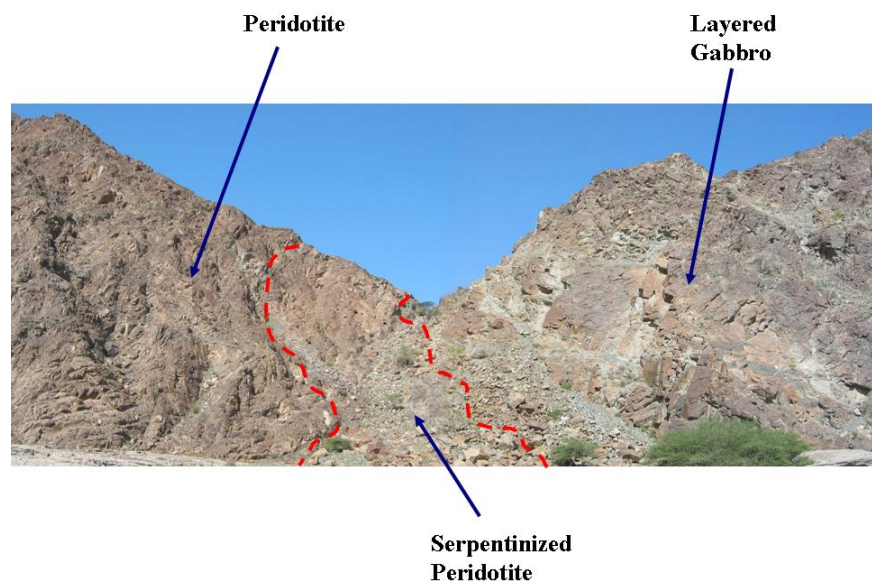 Peridotite
Layered
Gabbro
Serpentinized
Peridotite